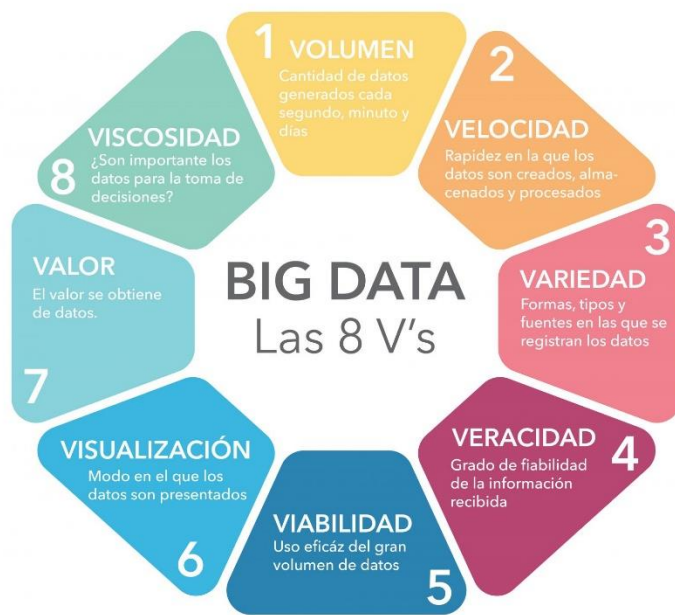 BIG DATA
Las 8 V's
1 VOLUMEN
Cantidad de datos
generados cada
segundo, minuto y
días
2
VELOCIDAD
Rapidez en la que los
datos son creados, alma-
cenados y procesados
3
VARIEDAD
Formas, tipos y
fuentes en las que se
registran los datos
VERACIDAD
4
Grado de fiabilidad
de la información
recibida
VIABILIDAD
Uso eficáz del gran
volumen de datos
5
VISUALIZACIÓN
Modo en el que los
datos son presentados
6
VALOR
El valor se obtiene
de datos.
7
VISCOSIDAD
8
¿Son importante los
datos para la toma de
decisiones?